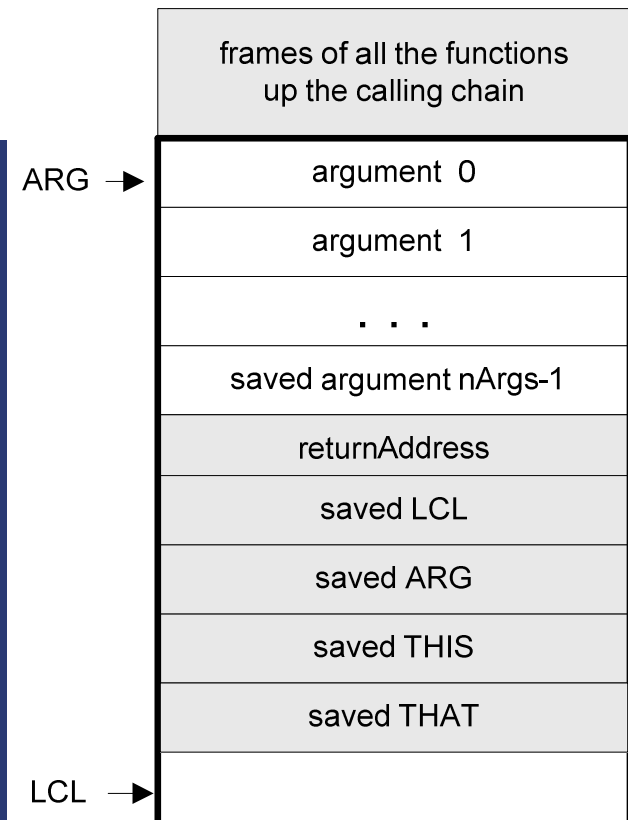 frames of all the functions
up the calling chain
ARG
argument 0
argument 1
. . .
saved argument nArgs-1
returnAddress
saved LCL
saved ARG
saved THIS
saved THAT
LCL